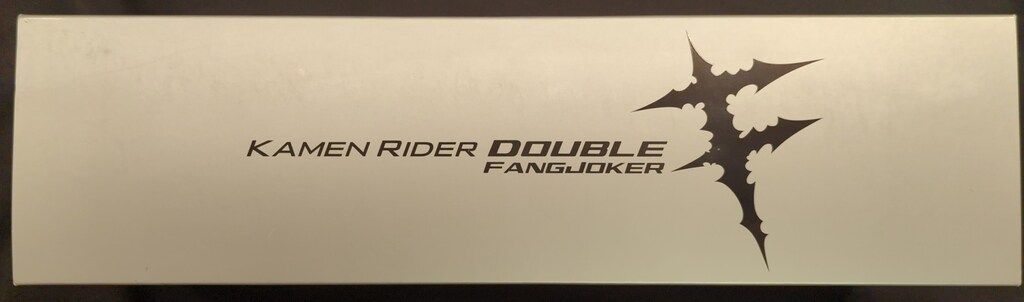 KAMEN RIDER DOUBLE
FANGJOKER